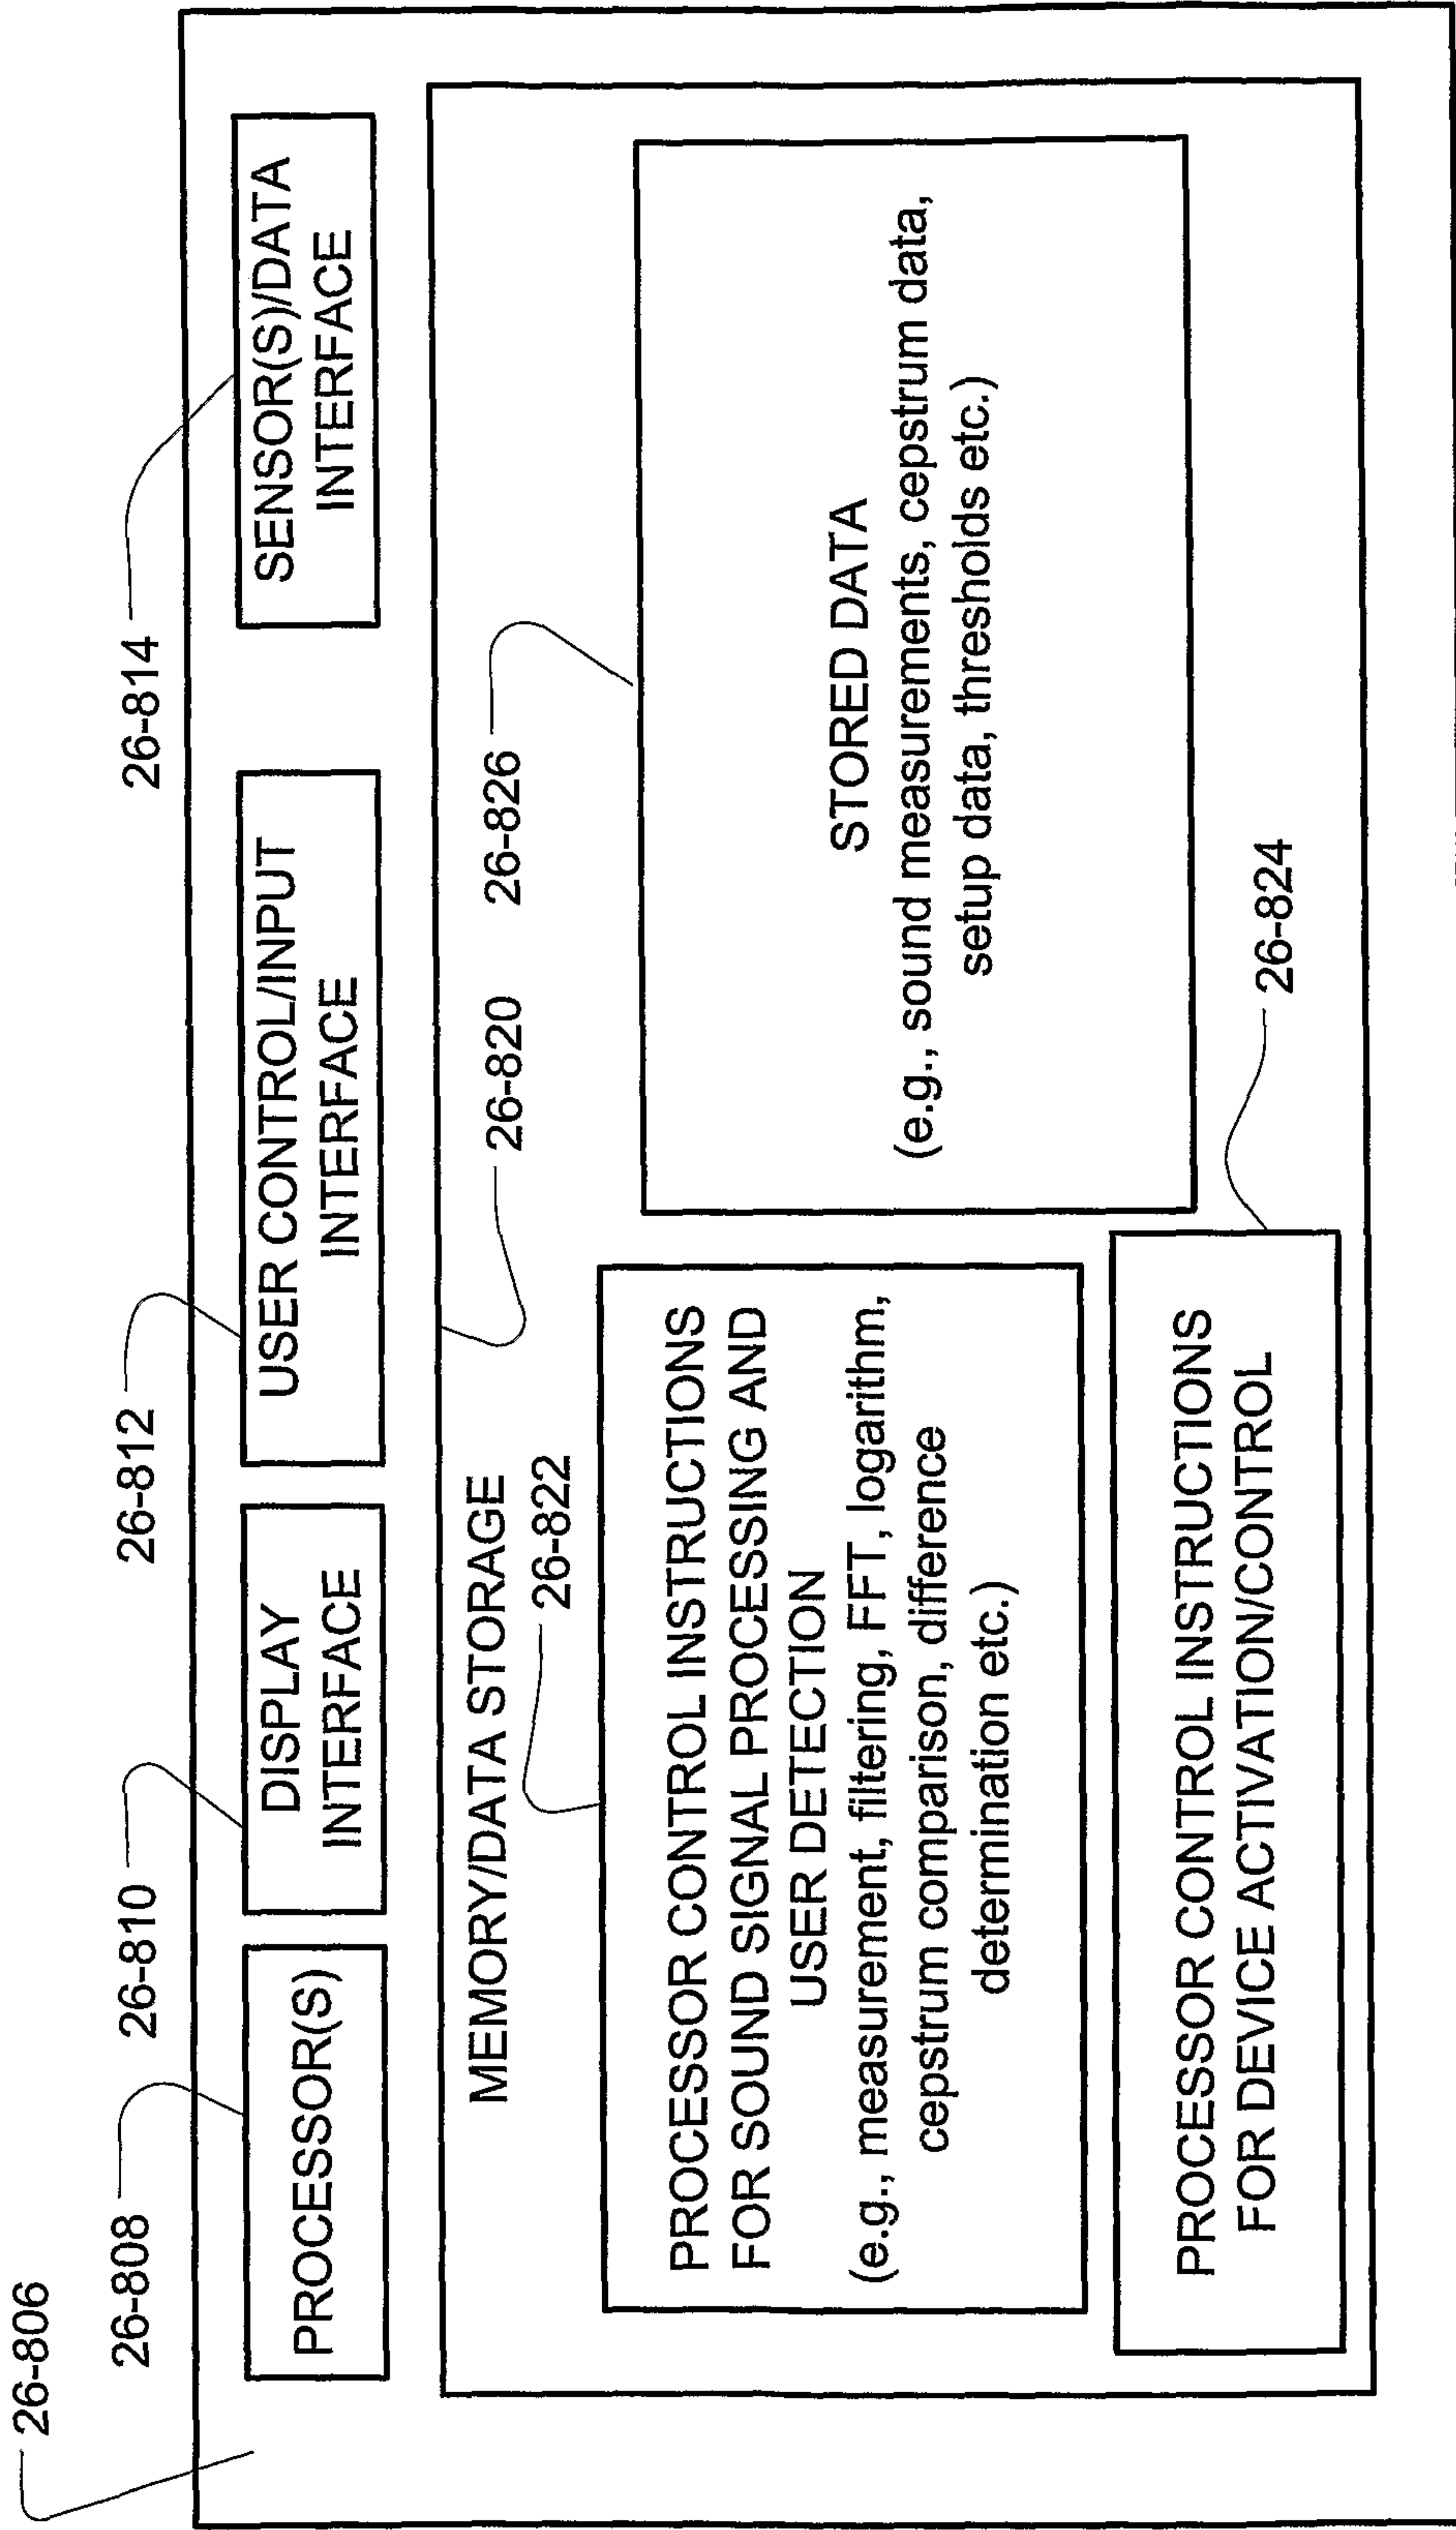 26-806
26-808
26-810
26-812
26-814
PROCESSOR(S)
DISPLAY
INTERFACE
USER CONTROL/INPUT
INTERFACE
SENSOR(S)/DATA
INTERFACE
MEMORY/DATA STORAGE
26-820
26-822
26-826
PROCESSOR CONTROL INSTRUCTIONS
FOR SOUND SIGNAL PROCESSING AND
USER DETECTION
(e.g., measurement, filtering, FFT, logarithm,
cepstrum comparison, difference
determination etc.)
STORED DATA
(e.g., sound measurements, cepstrum data,
setup data, thresholds etc.)
26-824
PROCESSOR CONTROL INSTRUCTIONS
FOR DEVICE ACTIVATION/CONTROL